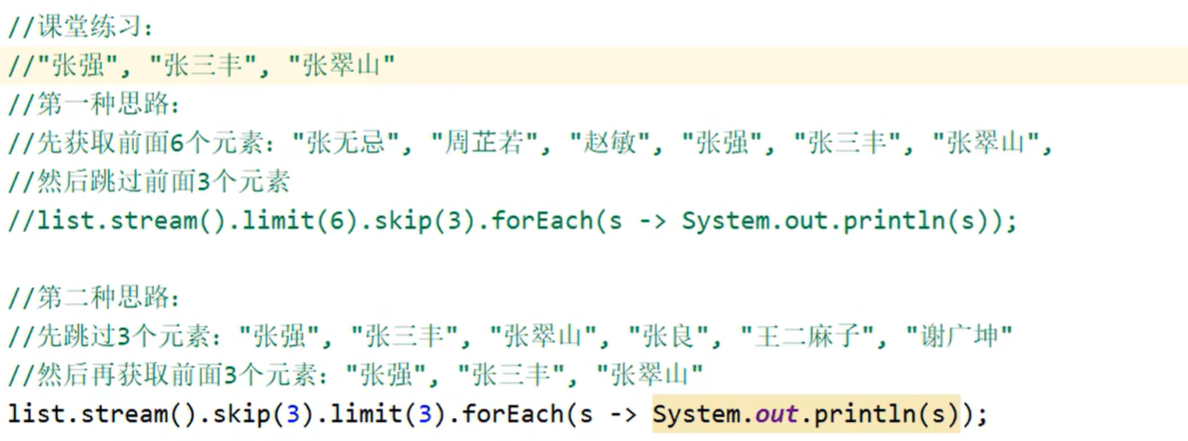 //课堂练习：
//"张强", "张三丰", "张翠山"
//第一种思路：
//先获取前面6个元素："张无忌", "周芷若", "赵敏", "张强", "张三丰", "张翠山",
//然后跳过前面3个元素
//list.stream().limit(6).skip(3).forEach(s -> System.out.println(s));
//第二种思路：
//先跳过3个元素："张强", "张三丰", "张翠山", "张良", "王二麻子", "谢广坤"
//然后再获取前面3个元素："张强", "张三丰", "张翠山"
list.stream().skip(3).limit(3).forEach(s -> System.out.println(s));